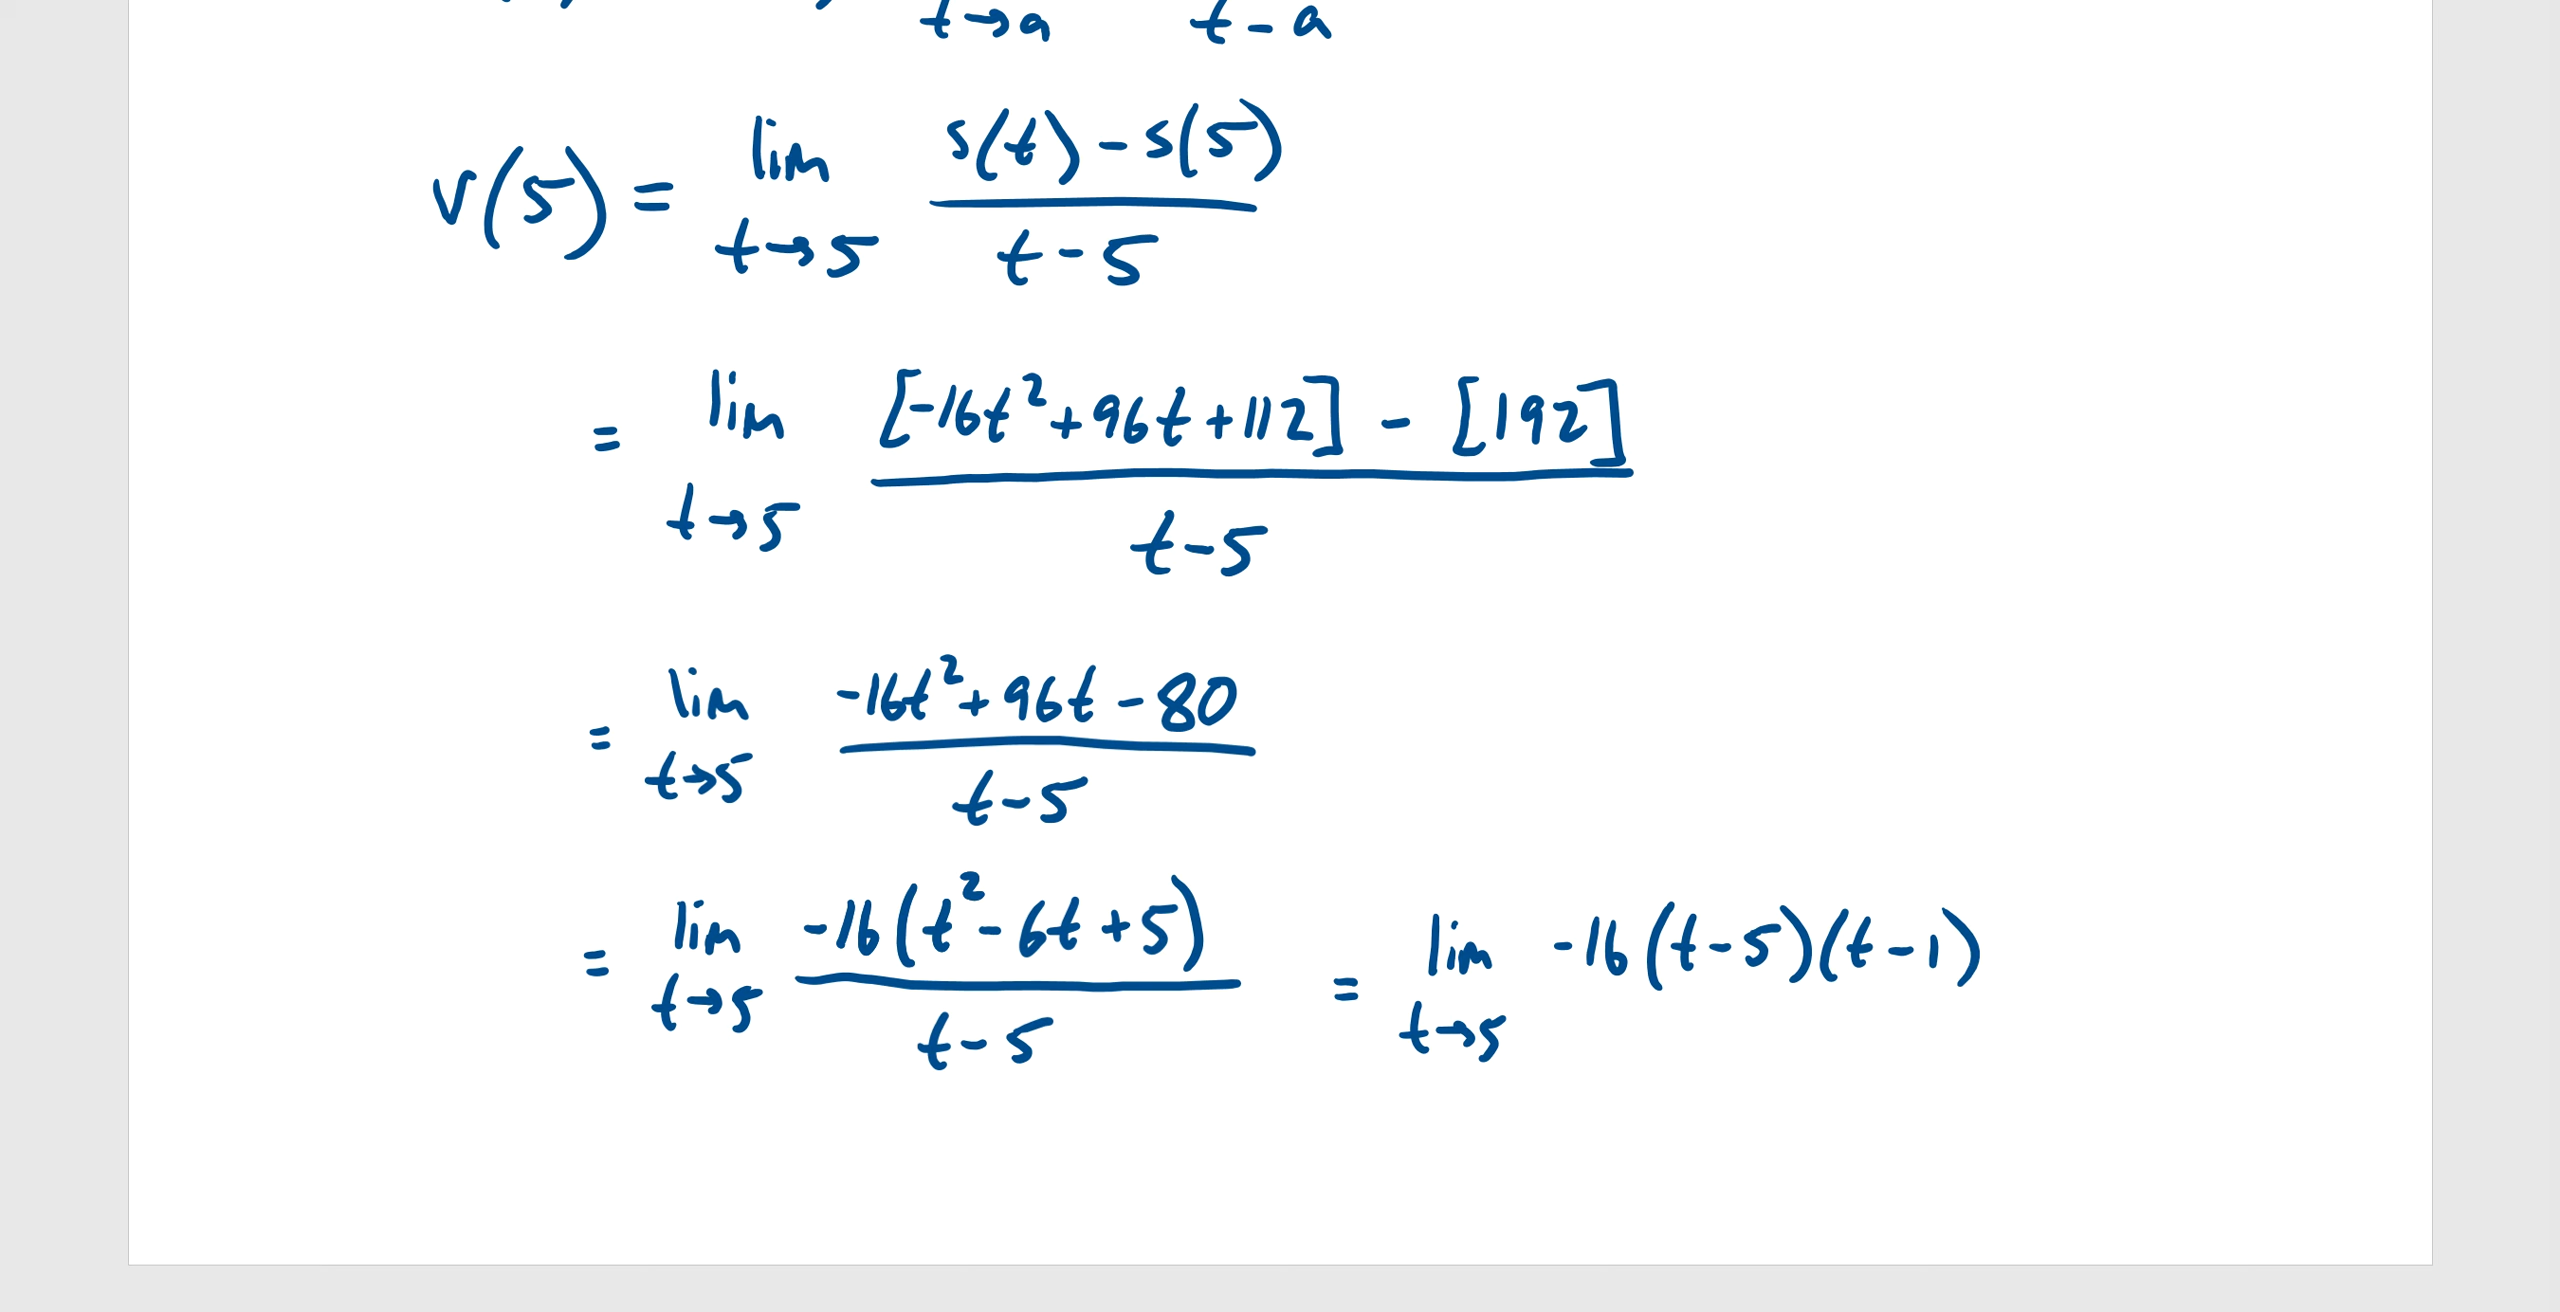 t→a t-a
v(5) = lim t→5 s(t) - s(5) / t-5
= lim t→5 [-16t² + 96t + 112] - [192] / t-5
= lim t→5 -16t² + 96t - 80 / t-5
= lim t→5 -16(t² - 6t + 5) / t-5 = lim t→5 -16(t-5)(t-1)